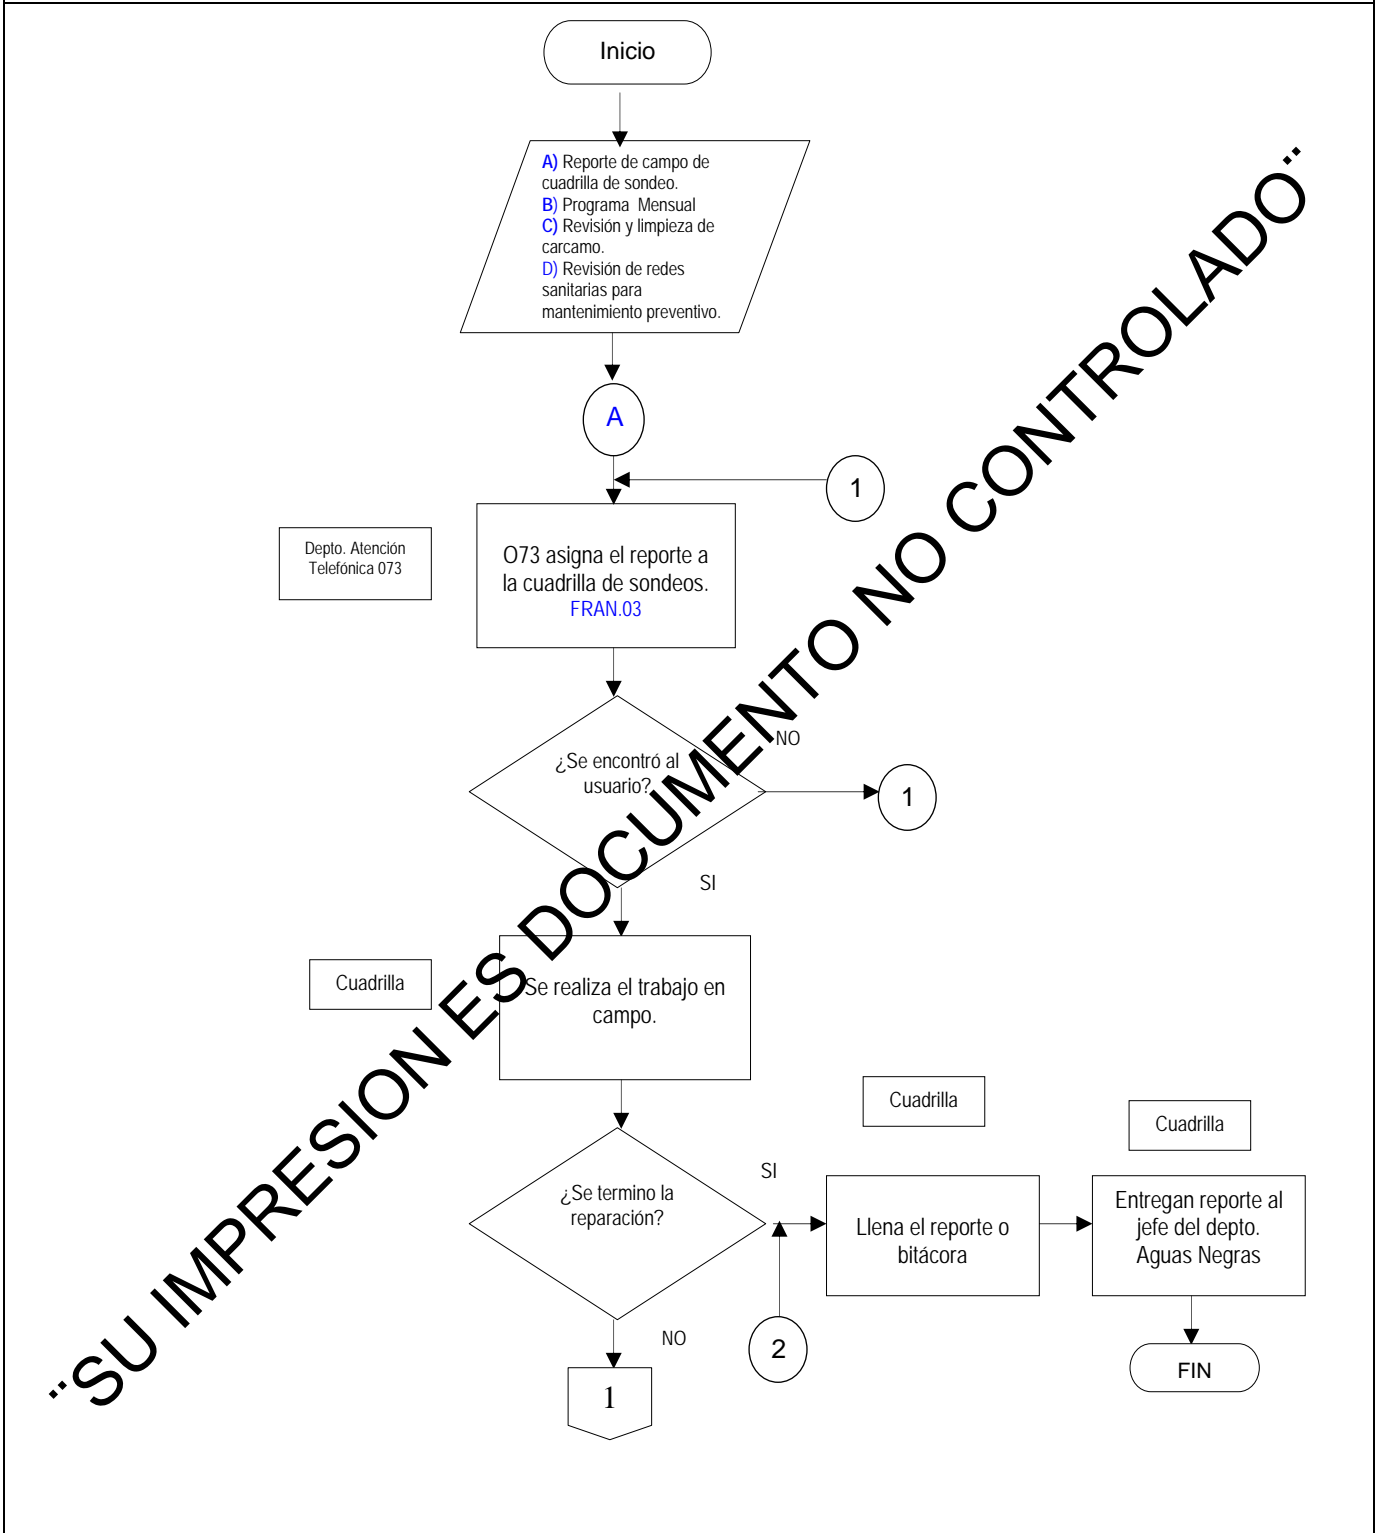 Inicio
A) Reporte de campo de
cuadrilla de sondeo.
B) Programa Mensual
C) Revisión y limpieza de
carcamo.
D) Revisión de redes
sanitarias para
mantenimiento preventivo.
A
1
Depto. Atención
Telefónica 073
O73 asigna el reporte a
la cuadrilla de sondeos.
FRAN.03
¿Se encontró al
usuario?
NO
1
SI
Cuadrilla
Se realiza el trabajo en
campo.
¿Se termino la
reparación?
SI
NO
1
2
Cuadrilla
Llena el reporte o
bitácora
Cuadrilla
Entregan reporte al
jefe del depto.
Aguas Negras
FIN
¨SU IMPRESION ES DOCUMENTO NO CONTROLADO¨